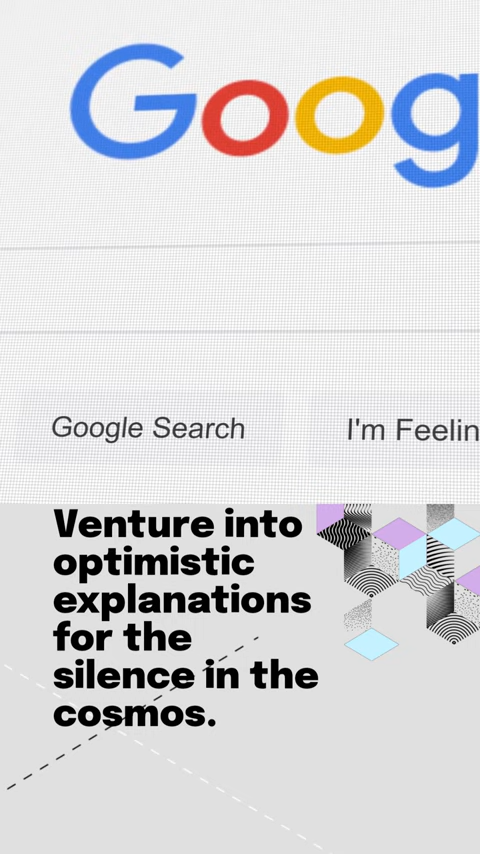 Goog
Google Search
I'm Feelin
Venture into
optimistic
explanations
for the
silence in the
cosmos.